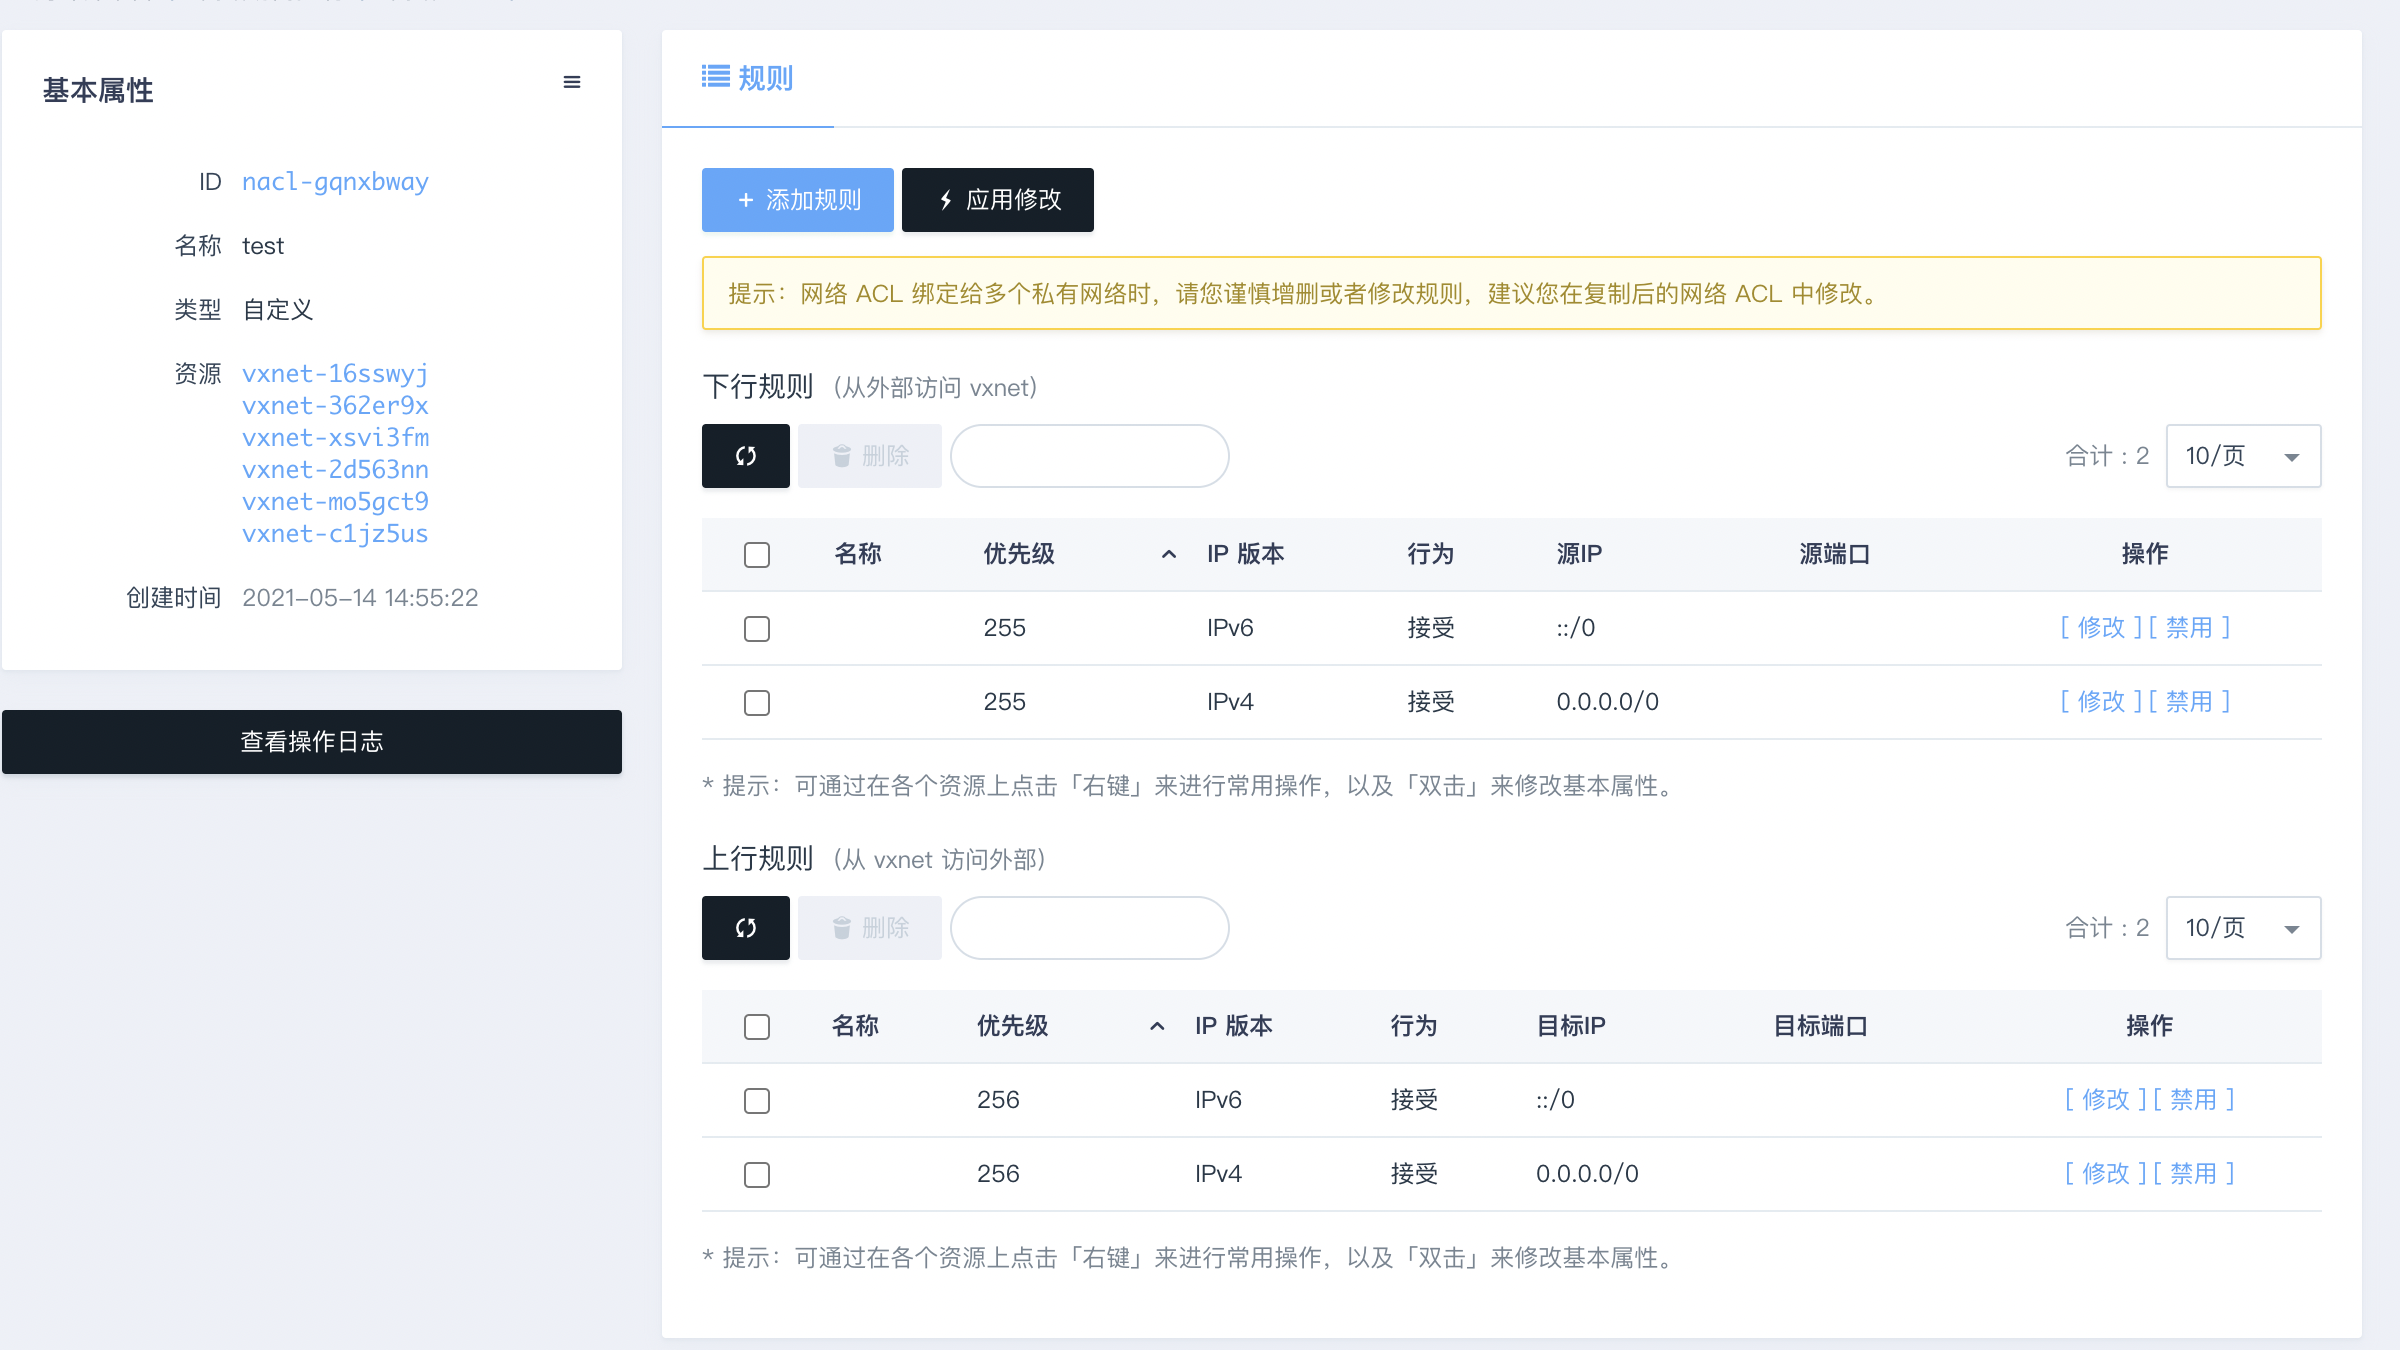 基本属性
ID nacl-gqnxbway
名称 test
类型 自定义
资源 vxnet-16sswyj
vxnet-362er9x
vxnet-xsvi3fm
vxnet-2d563nn
vxnet-mo5gct9
vxnet-c1jz5us
创建时间 2021-05-14 14:55:22
查看操作日志
规则
+ 添加规则 应用修改
提示：网络 ACL 绑定给多个私有网络时，请您谨慎增删或者修改规则，建议您在复制后的网络 ACL 中修改。
下行规则 （从外部访问 vxnet）
删除 合计：2 10/页
名称 优先级 IP 版本 行为 源IP 源端口 操作
255 IPv6 接受 ::/0 [ 修改 ][ 禁用 ]
255 IPv4 接受 0.0.0.0/0 [ 修改 ][ 禁用 ]
* 提示：可通过在各个资源上点击「右键」来进行常用操作，以及「双击」来修改基本属性。
上行规则 （从 vxnet 访问外部）
删除 合计：2 10/页
名称 优先级 IP 版本 行为 目标IP 目标端口 操作
256 IPv6 接受 ::/0 [ 修改 ][ 禁用 ]
256 IPv4 接受 0.0.0.0/0 [ 修改 ][ 禁用 ]
* 提示：可通过在各个资源上点击「右键」来进行常用操作，以及「双击」来修改基本属性。